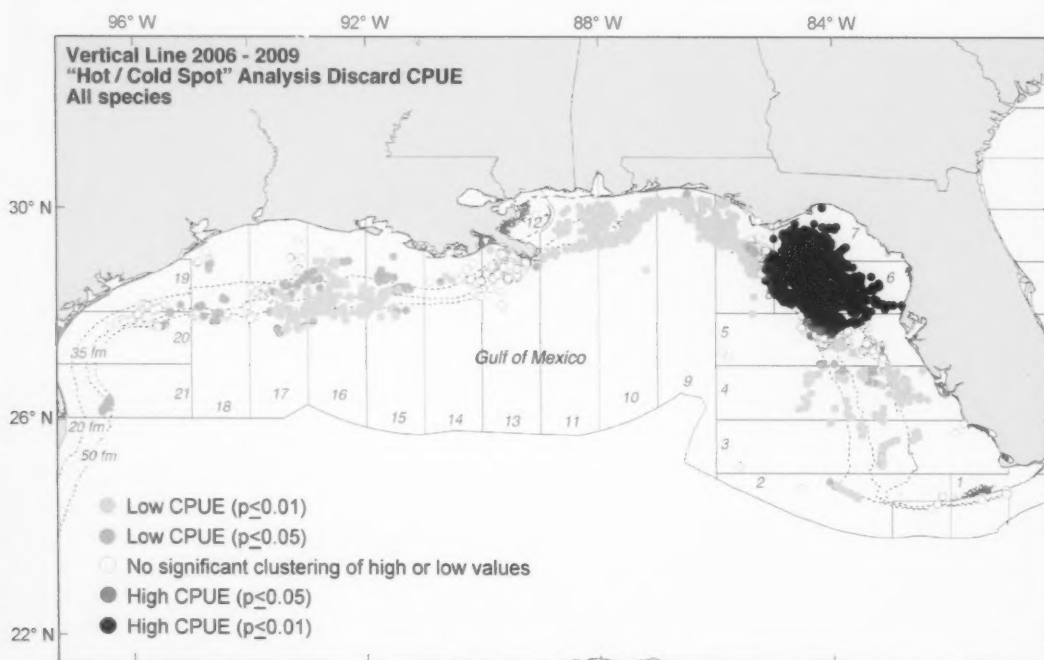 96° W 92° W 88° W 84° W
Vertical Line 2006 - 2009
"Hot / Cold Spot" Analysis Discard CPUE
All species
30° N
12
7
19
6
20
5
35 fm
Gulf of Mexico
4
21 18 17 16 15 14 13 11 10 9
26° N
20 fm
3
50 fm
2 1
Low CPUE (p≤0.01)
Low CPUE (p≤0.05)
No significant clustering of high or low values
High CPUE (p≤0.05)
High CPUE (p≤0.01)
22° N